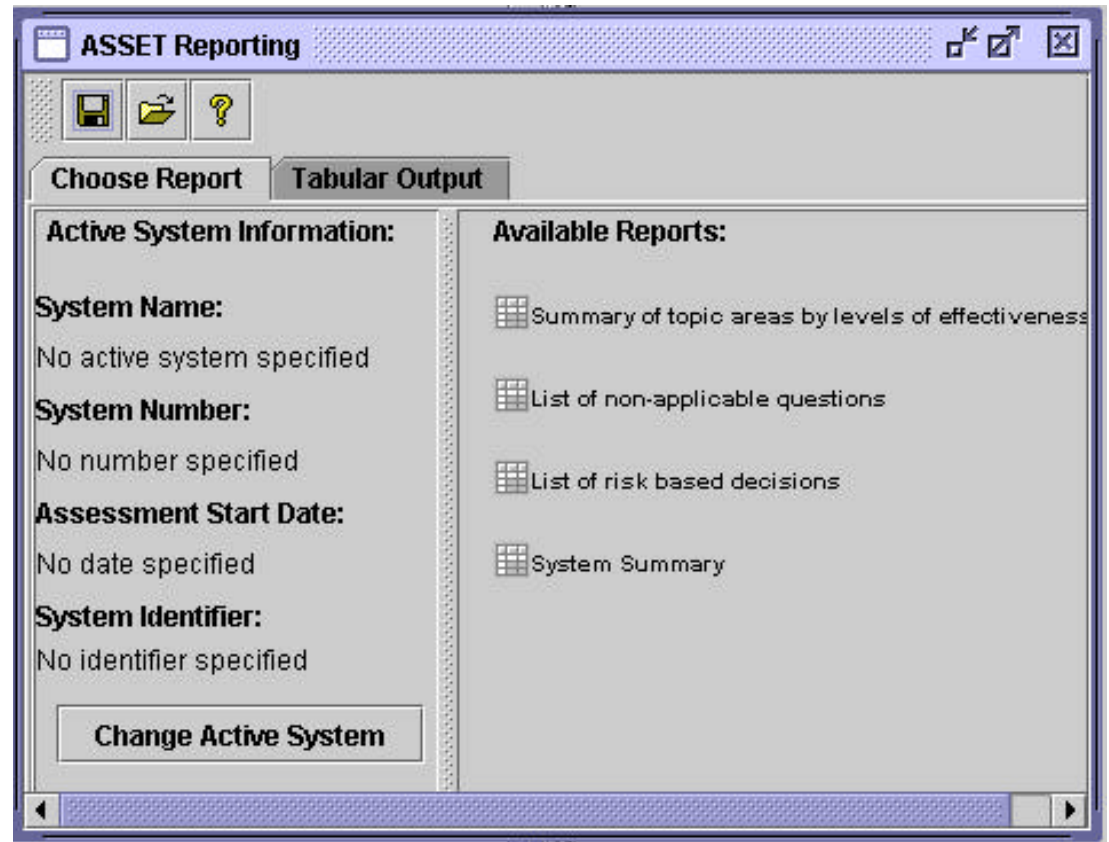 ASSET Reporting
Choose Report
Tabular Output
Active System Information:
System Name:
No active system specified
System Number:
No number specified
Assessment Start Date:
No date specified
System Identifier:
No identifier specified
Change Active System
Available Reports:
Summary of topic areas by levels of effectiveness
List of non-applicable questions
List of risk based decisions
System Summary